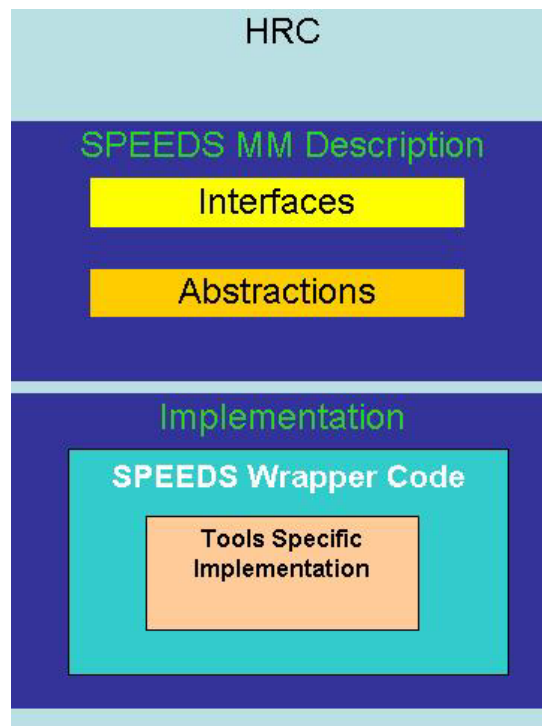 HRC
SPEEDS MM Description
Interfaces
Abstractions
Implementation
SPEEDS Wrapper Code
Tools Specific
Implementation